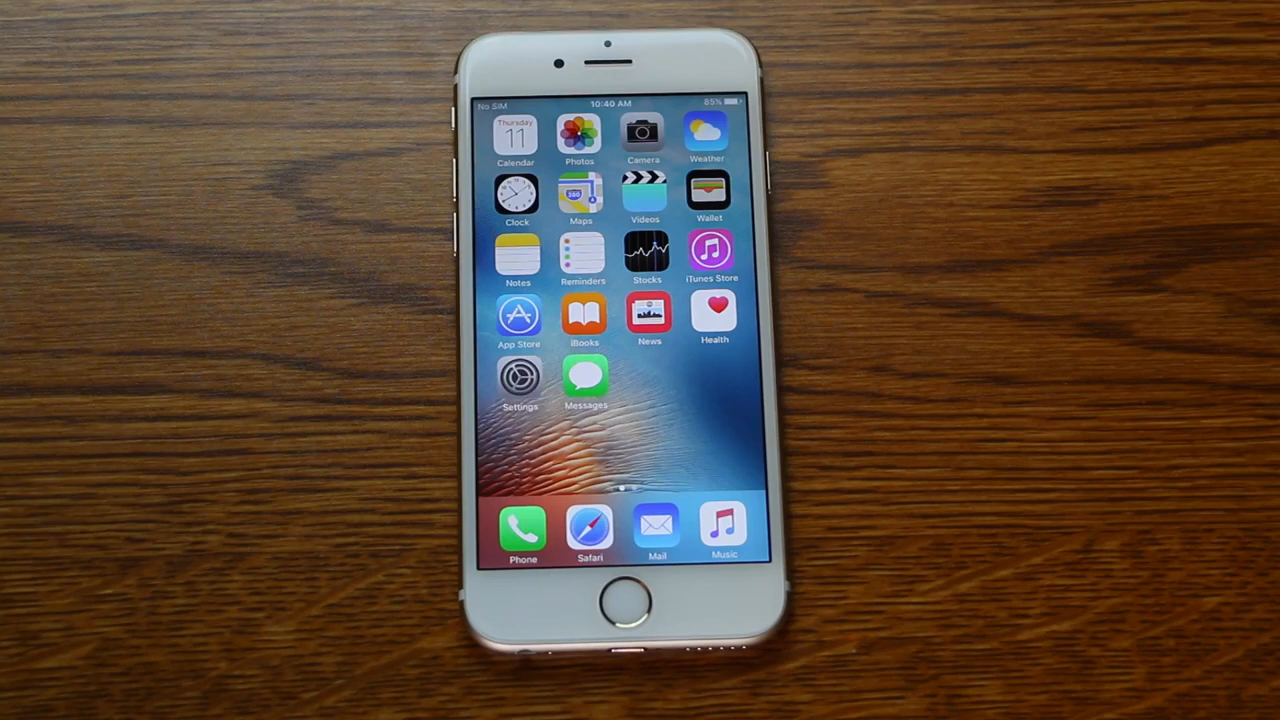 No SIM 10:40 AM 85%
Thursday
11
Calendar Photos Camera Weather
280
Clock Maps Videos Wallet
Notes Reminders Stocks iTunes Store
App Store iBooks News Health
Settings Messages
Phone Safari Mail Music